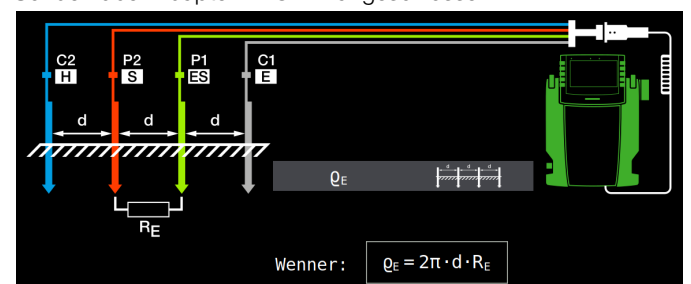 C2 P2 P1 C1
H S ES E
d d d
ϱE
d d d
RE
Wenner: ϱE = 2π·d·RE